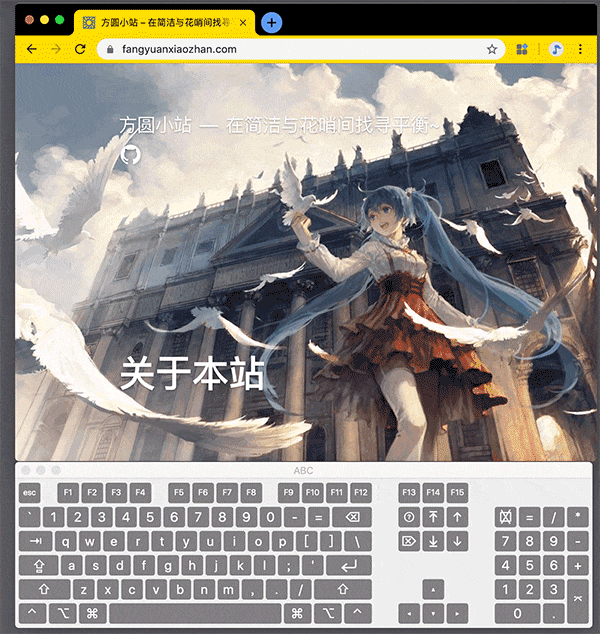 方圆小站 – 在简洁与花哨间找寻
fangyuanxiaozhan.com
方圆小站 — 在简洁与花哨间找寻平衡~
关于本站
ABC
esc F1 F2 F3 F4 F5 F6 F7 F8 F9 F10 F11 F12 F13 F14 F15
` 1 2 3 4 5 6 7 8 9 0 - = = / *
q w e r t y u i o p [ ] \ 7 8 9 -
a s d f g h j k l ; ' 4 5 6 +
z x c v b n m , . / 1 2 3
0 .